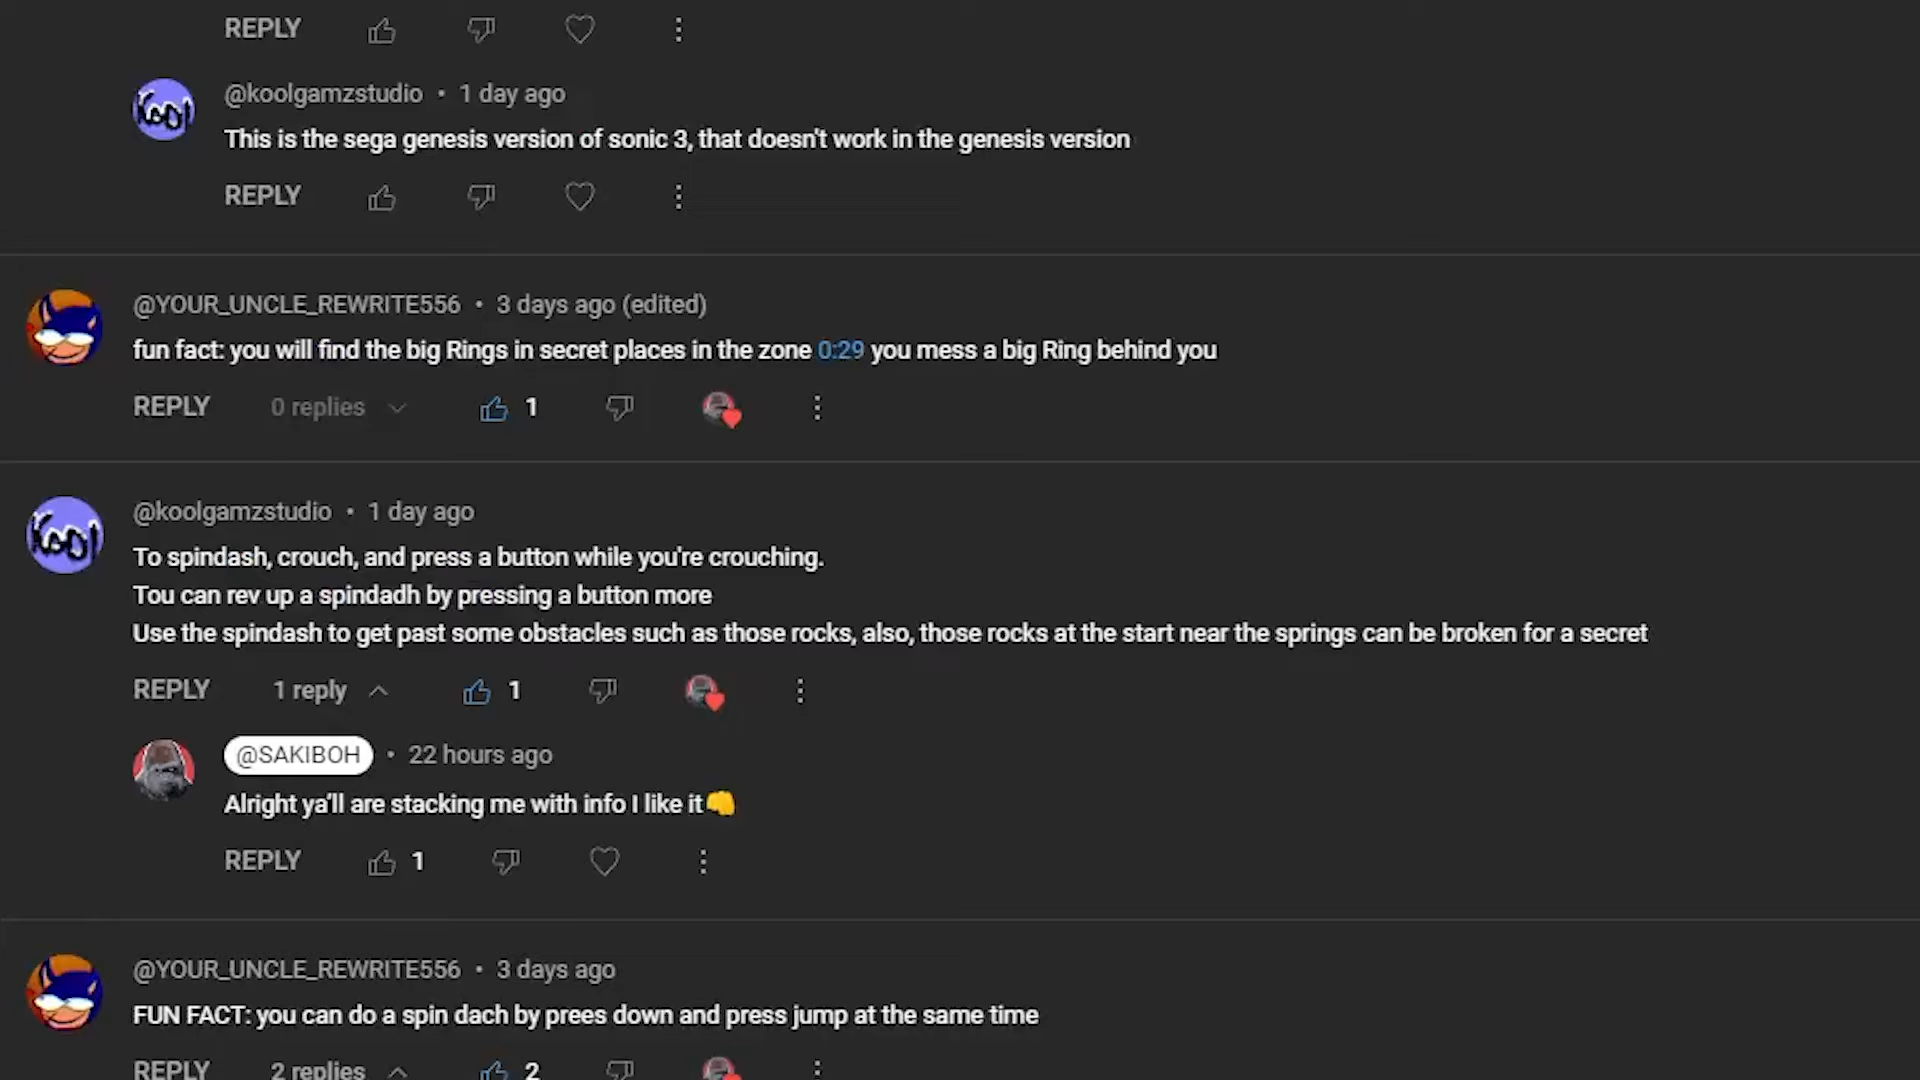 REPLY
@koolgamzstudio • 1 day ago
This is the sega genesis version of sonic 3, that doesn't work in the genesis version
REPLY
@YOUR_UNCLE_REWRITE556 • 3 days ago (edited)
fun fact: you will find the big Rings in secret places in the zone 0:29 you mess a big Ring behind you
REPLY 0 replies 1
@koolgamzstudio • 1 day ago
To spindash, crouch, and press a button while you're crouching.
Tou can rev up a spindadh by pressing a button more
Use the spindash to get past some obstacles such as those rocks, also, those rocks at the start near the springs can be broken for a secret
REPLY 1 reply 1
@SAKIBOH • 22 hours ago
Alright ya'll are stacking me with info I like it👊
REPLY 1
@YOUR_UNCLE_REWRITE556 • 3 days ago
FUN FACT: you can do a spin dach by prees down and press jump at the same time
REPLY 2 replies 2